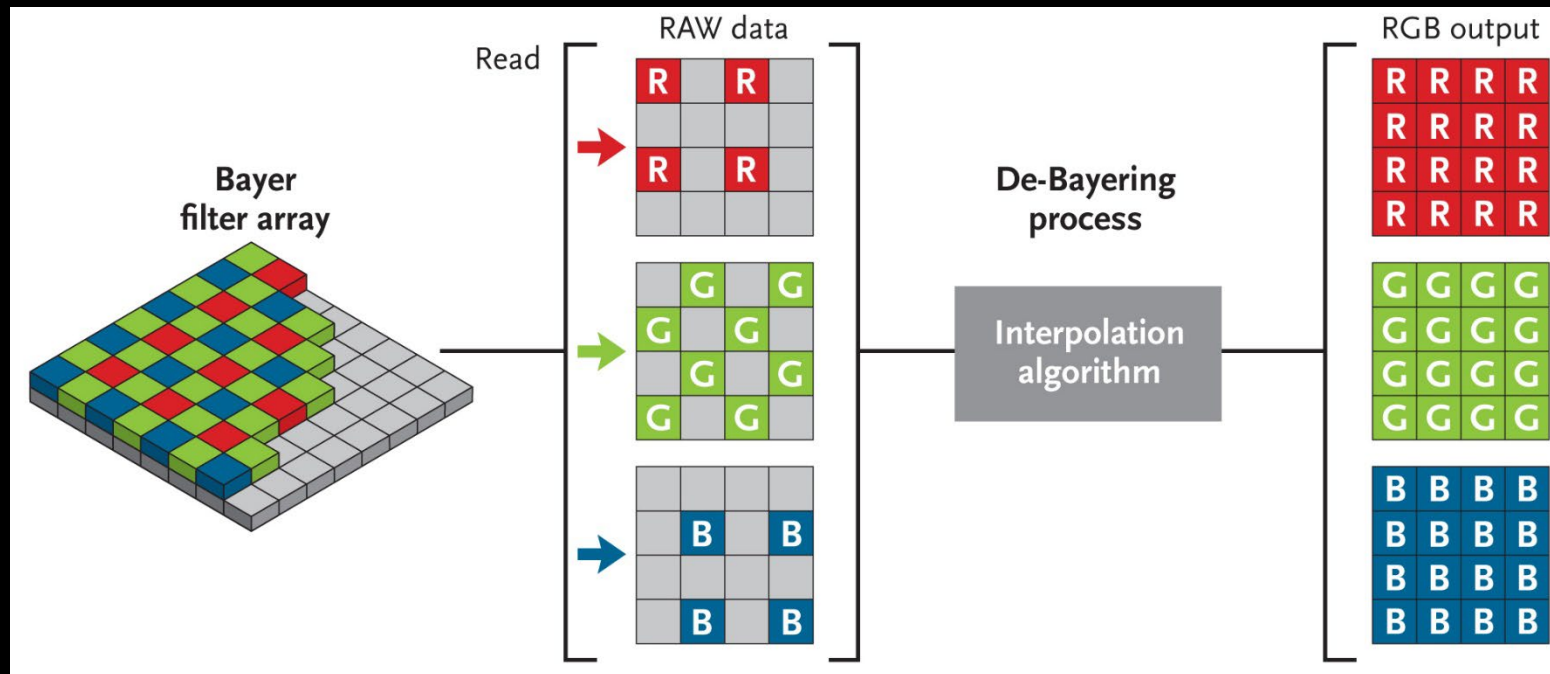 Bayer
filter array
Read
RAW data
R R
R R
G G
G G
G G
G G
B B
B B
De-Bayering
process
Interpolation
algorithm
RGB output
R R R R
R R R R
R R R R
R R R R
G G G G
G G G G
G G G G
G G G G
B B B B
B B B B
B B B B
B B B B